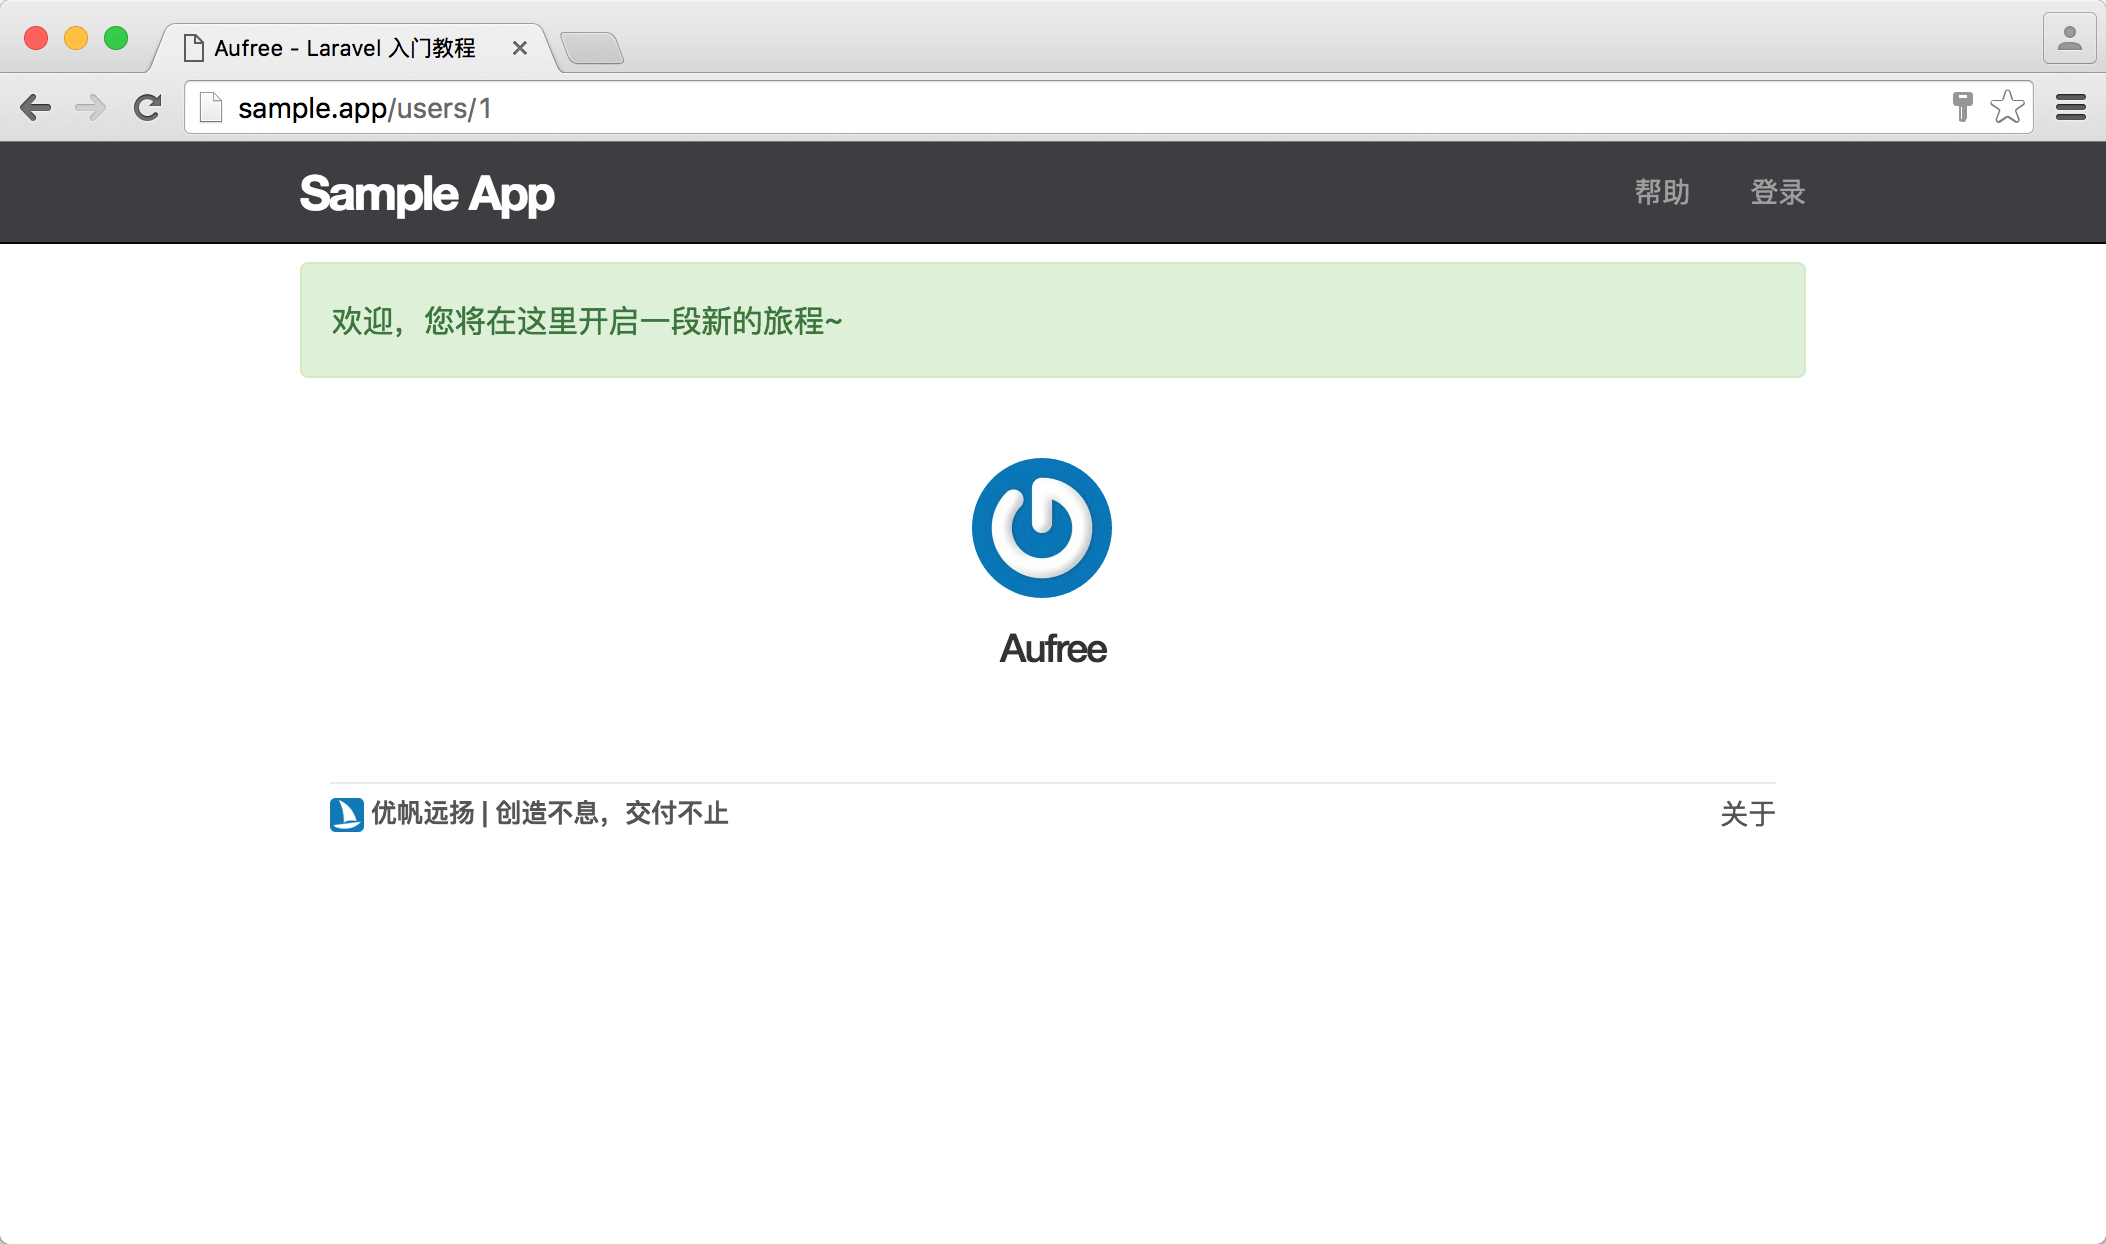 Aufree - Laravel 入门教程
sample.app/users/1
Sample App
帮助
登录
欢迎，您将在这里开启一段新的旅程~
Aufree
优帆远扬 | 创造不息，交付不止
关于